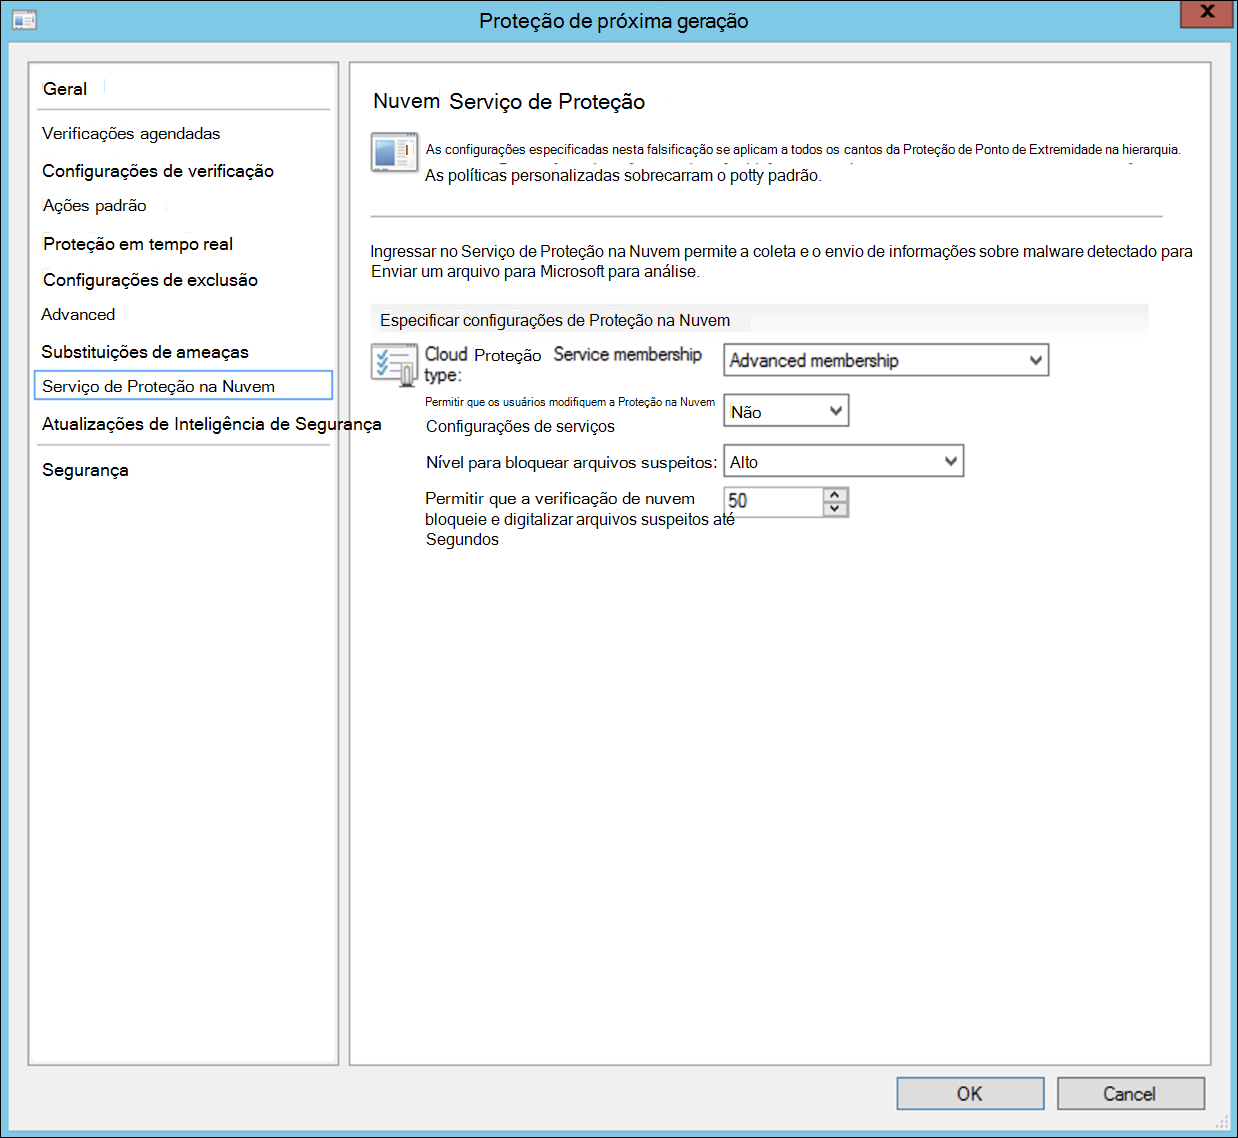 Proteção de próxima geração
X
Geral
Verificações agendadas
Configurações de verificação
Ações padrão
Proteção em tempo real
Configurações de exclusão
Advanced
Substituições de ameaças
Serviço de Proteção na Nuvem
Atualizações de Inteligência de Segurança
Segurança
Nuvem Serviço de Proteção
As configurações especificadas nesta falsificação se aplicam a todos os cantos da Proteção de Ponto de Extremidade na hierarquia.
As políticas personalizadas sobrecarram o potty padrão.
Ingressar no Serviço de Proteção na Nuvem permite a coleta e o envio de informações sobre malware detectado para
Enviar um arquivo para Microsoft para análise.
Especificar configurações de Proteção na Nuvem
Cloud Proteção Service membership
type:
Advanced membership
Permitir que os usuários modifiquem a Proteção na Nuvem
Configurações de serviços
Não
Nível para bloquear arquivos suspeitos:
Alto
Permitir que a verificação de nuvem
bloqueie e digitalizar arquivos suspeitos até
Segundos
50
OK
Cancel